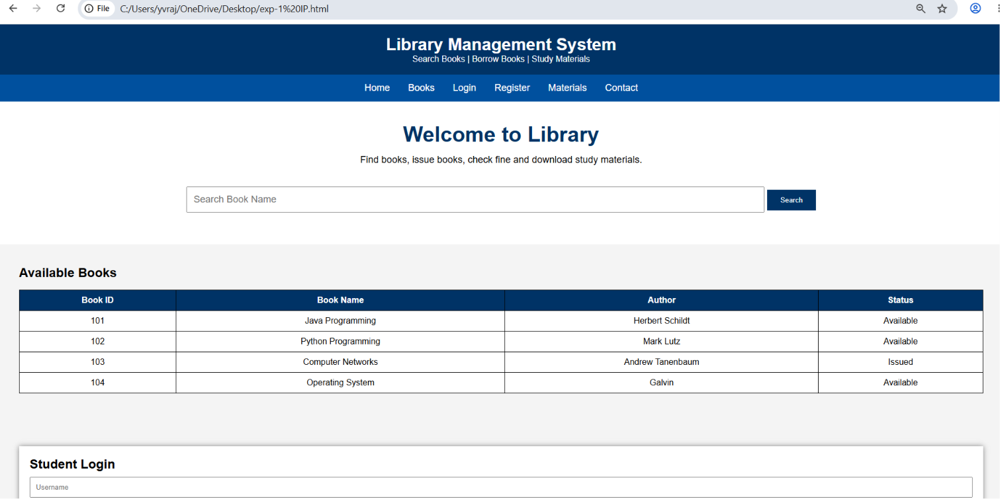 File C:/Users/yvraj/OneDrive/Desktop/exp-1%20IP.html
Library Management System
Search Books | Borrow Books | Study Materials
Home Books Login Register Materials Contact
Welcome to Library
Find books, issue books, check fine and download study materials.
Search Book Name Search
Available Books
Book ID Book Name Author Status
101 Java Programming Herbert Schildt Available
102 Python Programming Mark Lutz Available
103 Computer Networks Andrew Tanenbaum Issued
104 Operating System Galvin Available
Student Login
Username